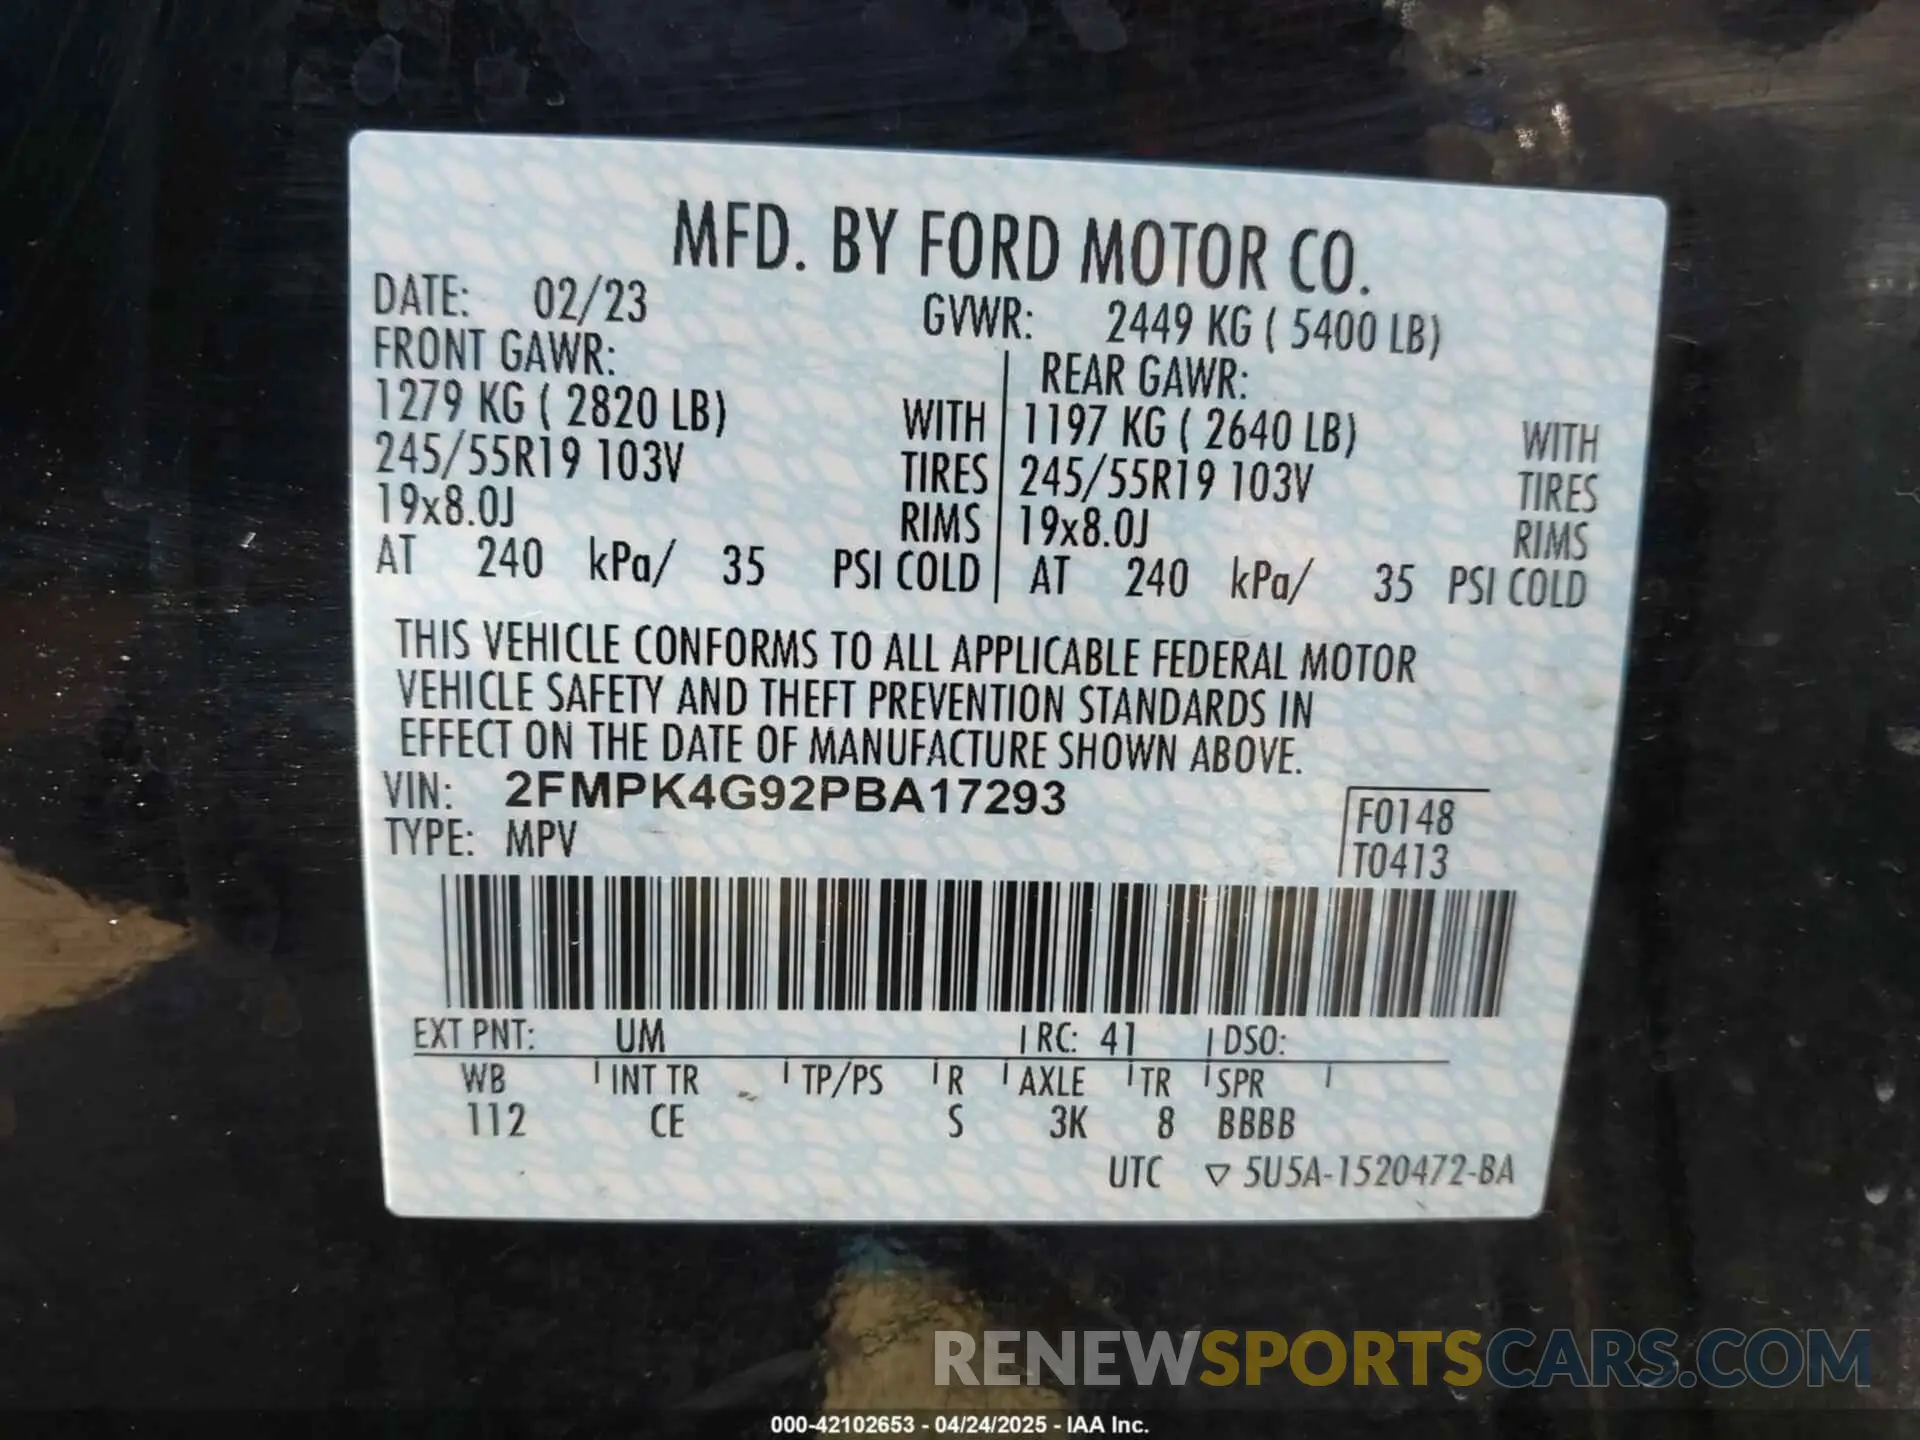 MFD. BY FORD MOTOR CO.
DATE: 02/23 GVWR: 2449 KG ( 5400 LB)
FRONT GAWR: REAR GAWR:
1279 KG ( 2820 LB) WITH 1197 KG ( 2640 LB) WITH
245/55R19 103V TIRES 245/55R19 103V TIRES
19x8.0J RIMS 19x8.0J RIMS
AT 240 kPa/ 35 PSI COLD AT 240 kPa/ 35 PSI COLD
THIS VEHICLE CONFORMS TO ALL APPLICABLE FEDERAL MOTOR
VEHICLE SAFETY AND THEFT PREVENTION STANDARDS IN
EFFECT ON THE DATE OF MANUFACTURE SHOWN ABOVE.
VIN: 2FMPK4G92PBA17293
TYPE: MPV
F0148
T0413
EXT PNT: UM RC: 41 DSO:
WB INT TR TP/PS R AXLE TR SPR
112 CE S 3K 8 BBBB
UTC ▽ 5U5A-1520472-BA
RENEWSPORTSCARS.COM
000-42102653 - 04/24/2025 - IAA Inc.